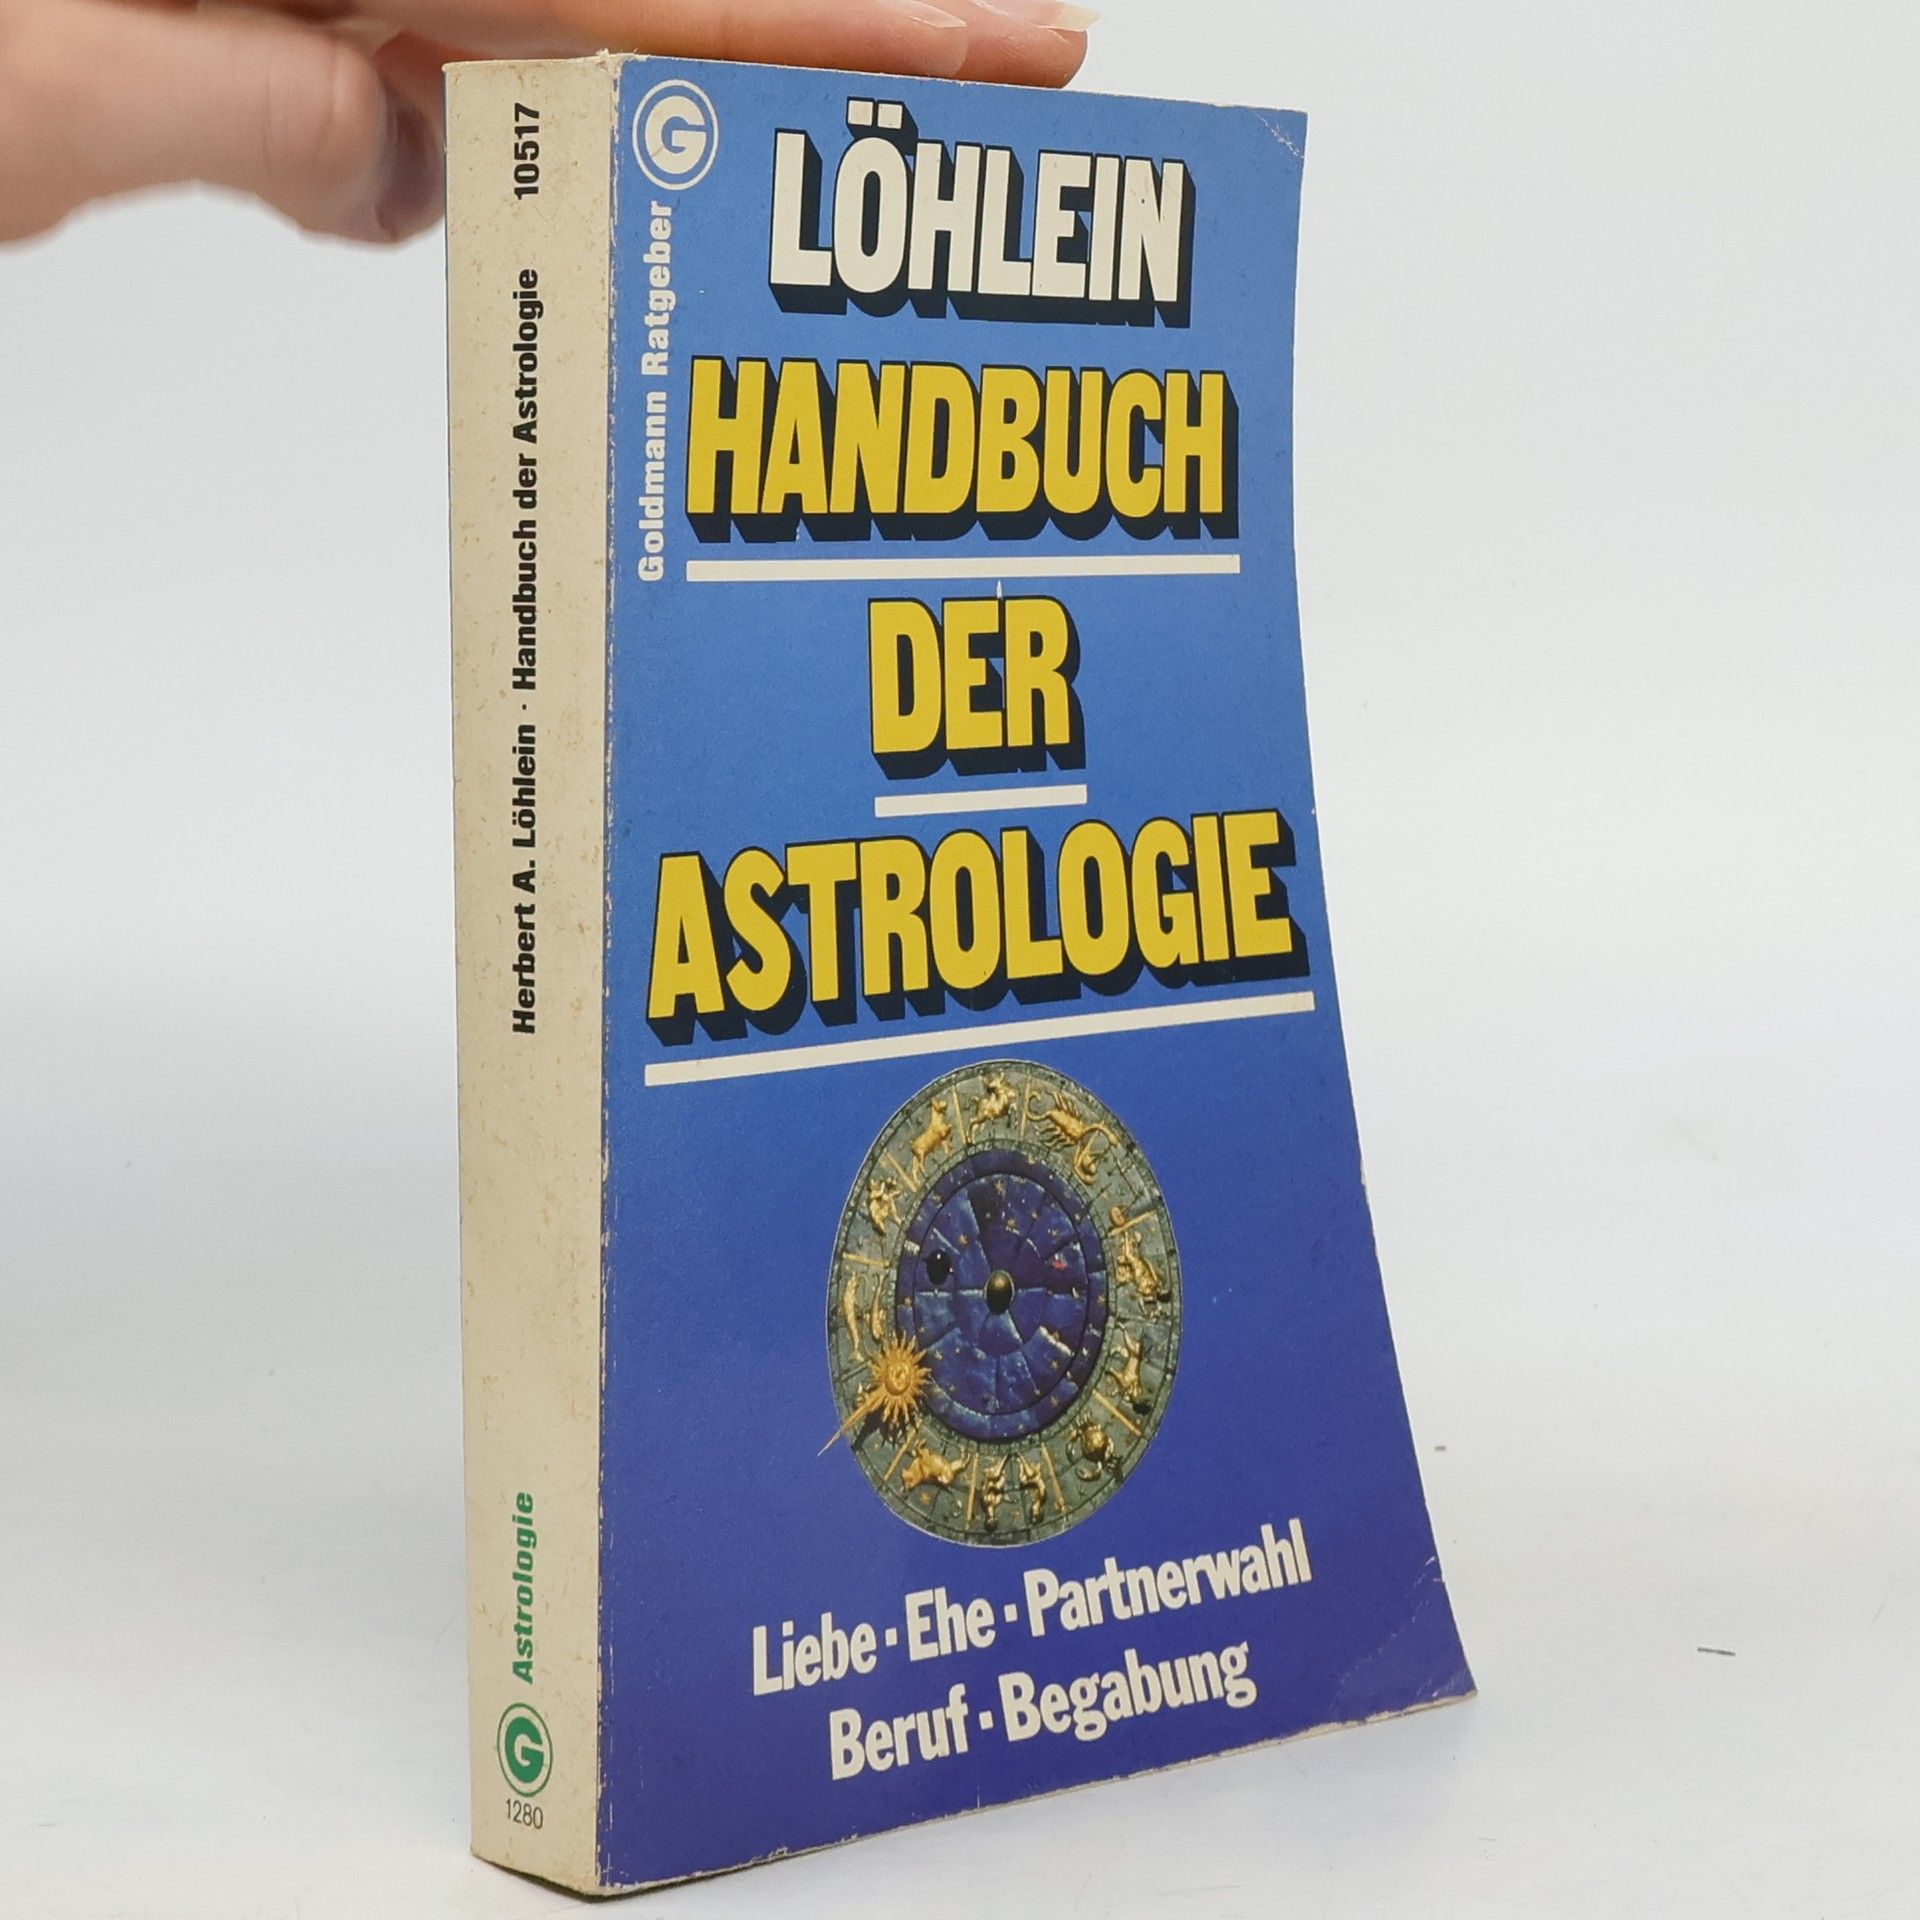 Herbert A. Löhlein · Handbuch der Astrologie 10517
Astrologie
G
1280
G
Goldmann Ratgeber
LÖHLEIN
HANDBUCH
DER
ASTROLOGIE
Liebe · Ehe · Partnerwahl
Beruf · Begabung